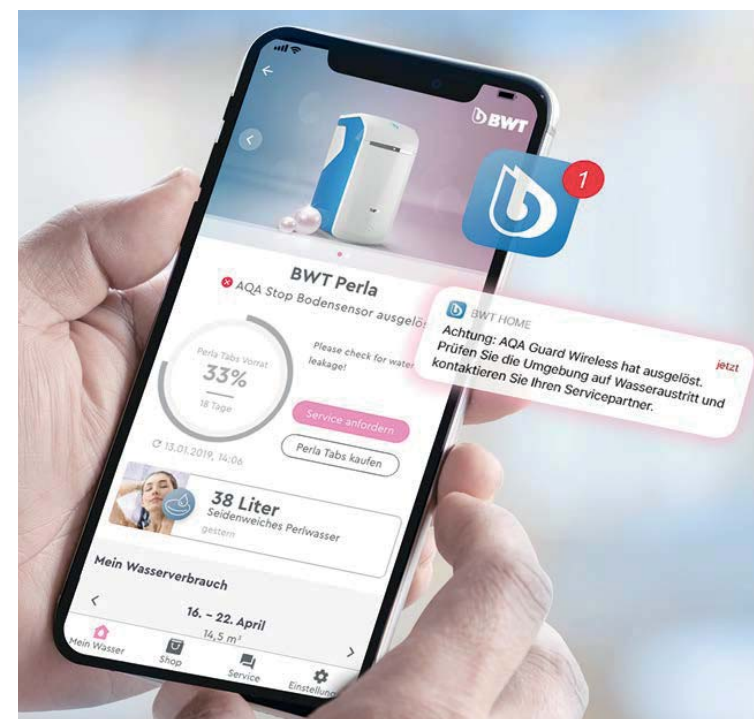 BWT
1
BWT Perla
AQA Stop Bodensensor ausgelös
Perla Tabs Vorrat
33%
18 Tage
Please check for water
leakage!
Service anfordern
Perla Tabs kaufen
13.01.2019, 14:06
38 Liter
Seidenweiches Perlwasser
gestern
Mein Wasserverbrauch
16. – 22. April
14,5 m³
Mein Wasser
Shop
Service
Einstellun
BWT HOME
jetzt
Achtung: AQA Guard Wireless hat ausgelöst.
Prüfen Sie die Umgebung auf Wasseraustritt und
kontaktieren Sie Ihren Servicepartner.